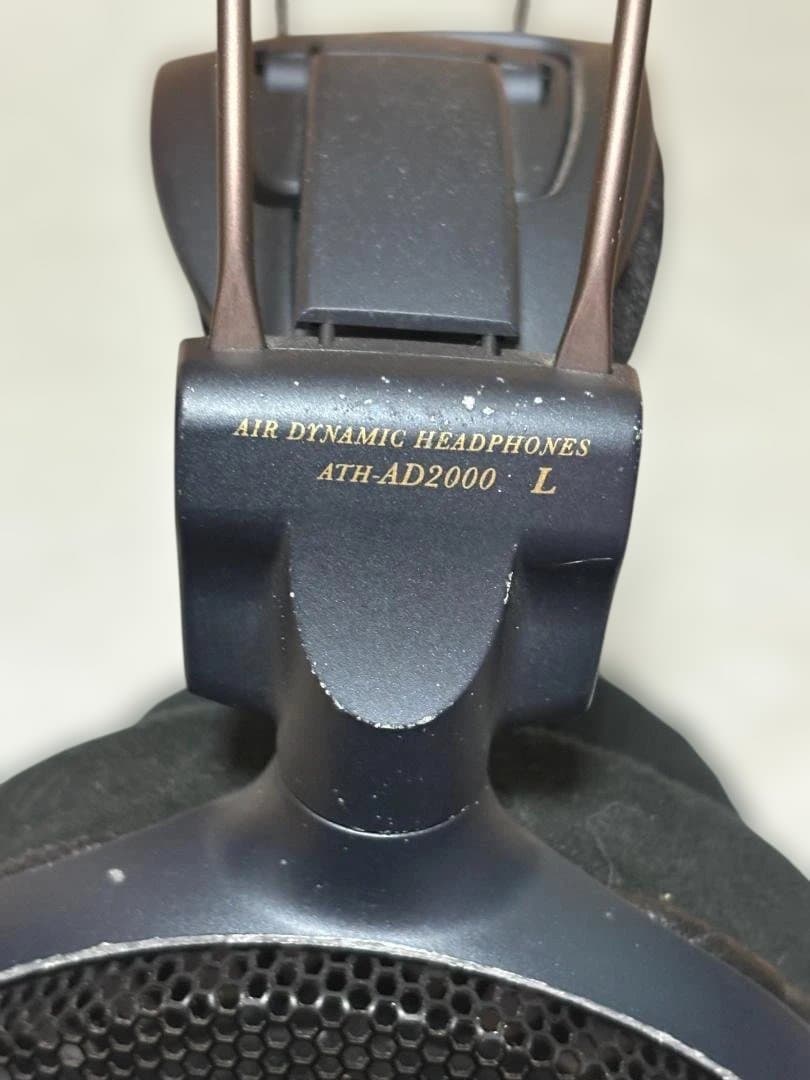 AIR DYNAMIC HEADPHONES
ATH-AD2000 L